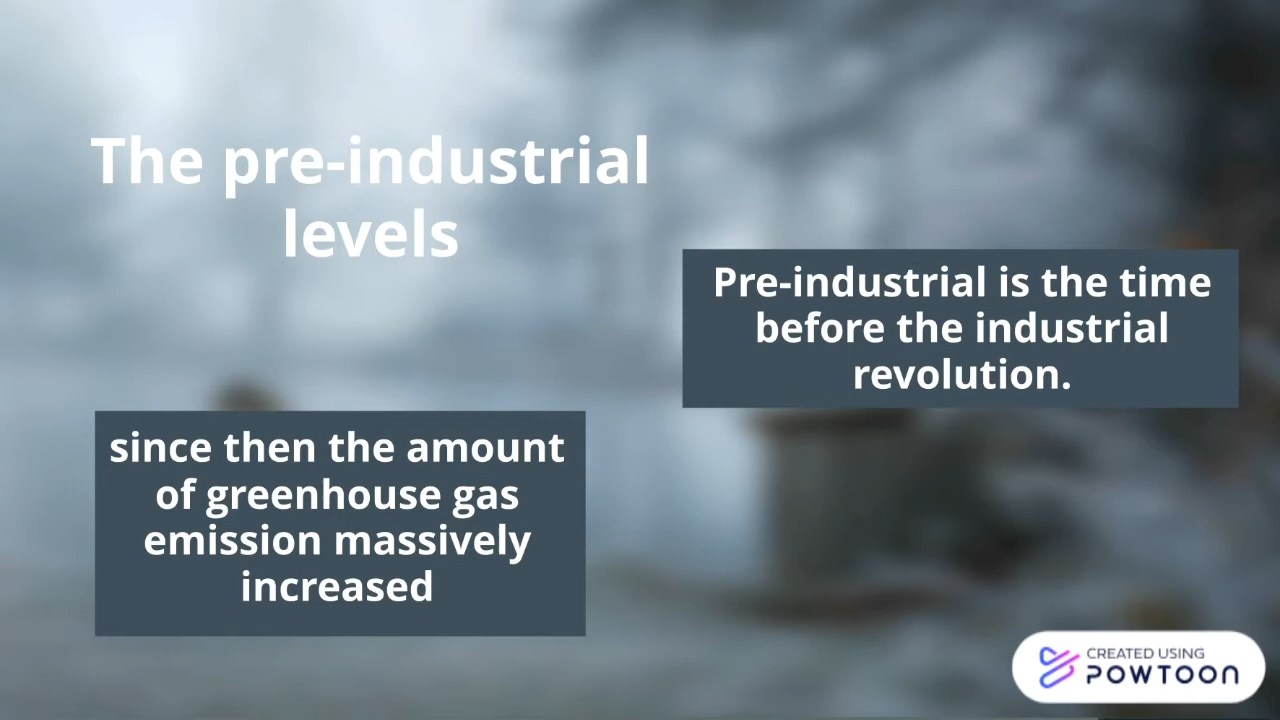 The pre-industrial
levels
Pre-industrial is the time
before the industrial
revolution.
since then the amount
of greenhouse gas
emission massively
increased
CREATED USING
POWTOON